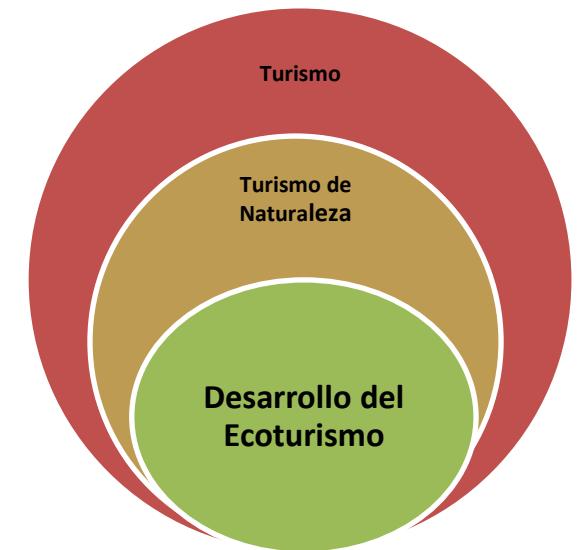 Turismo
Turismo de
Naturaleza
Desarrollo del
Ecoturismo